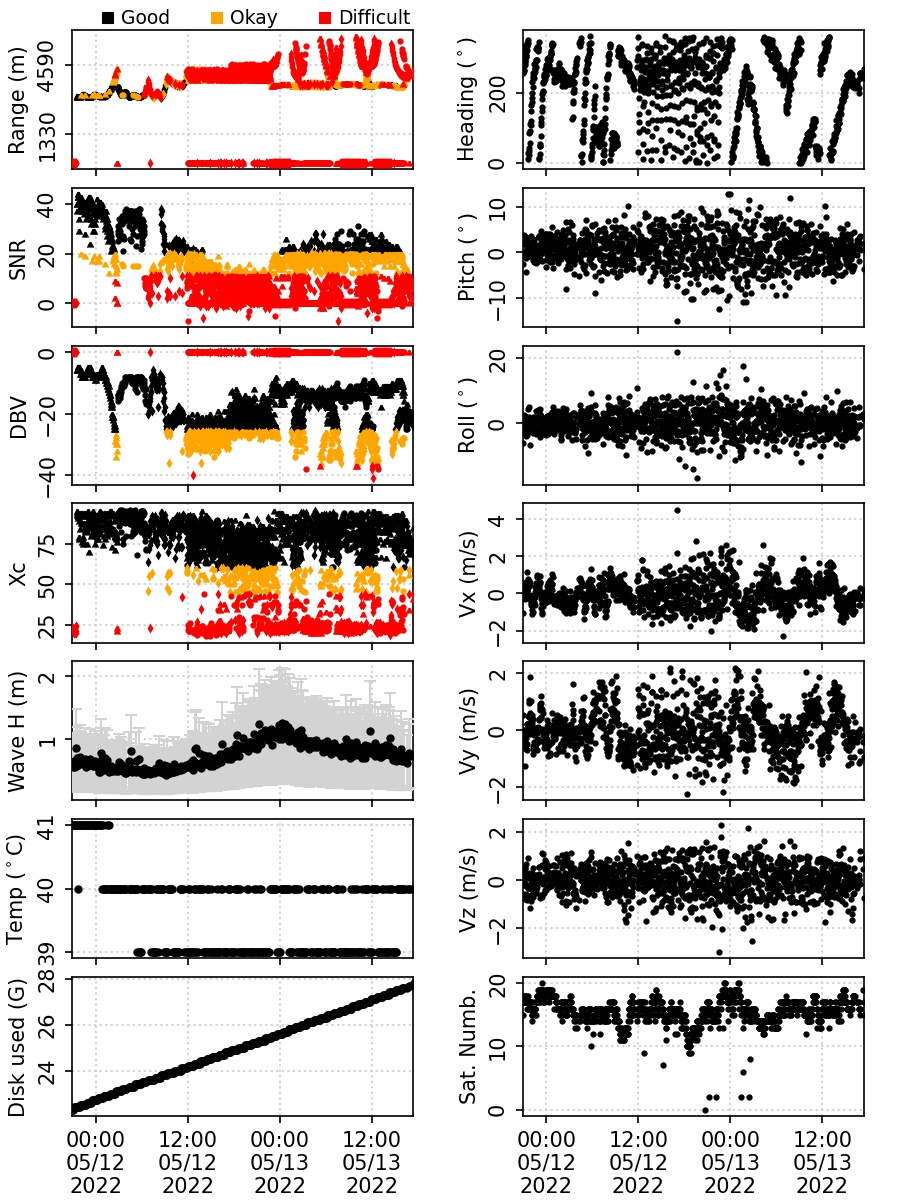 Good Okay Difficult
Range (m)
4590
1330
Heading (°)
200
0
SNR
40
20
0
Pitch (°)
10
0
−10
DBV
0
−20
−40
Roll (°)
20
0
Xc
75
50
25
Vx (m/s)
4
2
0
−2
Wave H (m)
2
1
Vy (m/s)
2
0
−2
Temp (°C)
41
40
39
Vz (m/s)
2
0
−2
Disk used (G)
28
26
24
Sat. Numb.
20
10
0
00:00 12:00 00:00 12:00
05/12 05/12 05/13 05/13
2022 2022 2022 2022
00:00 12:00 00:00 12:00
05/12 05/12 05/13 05/13
2022 2022 2022 2022